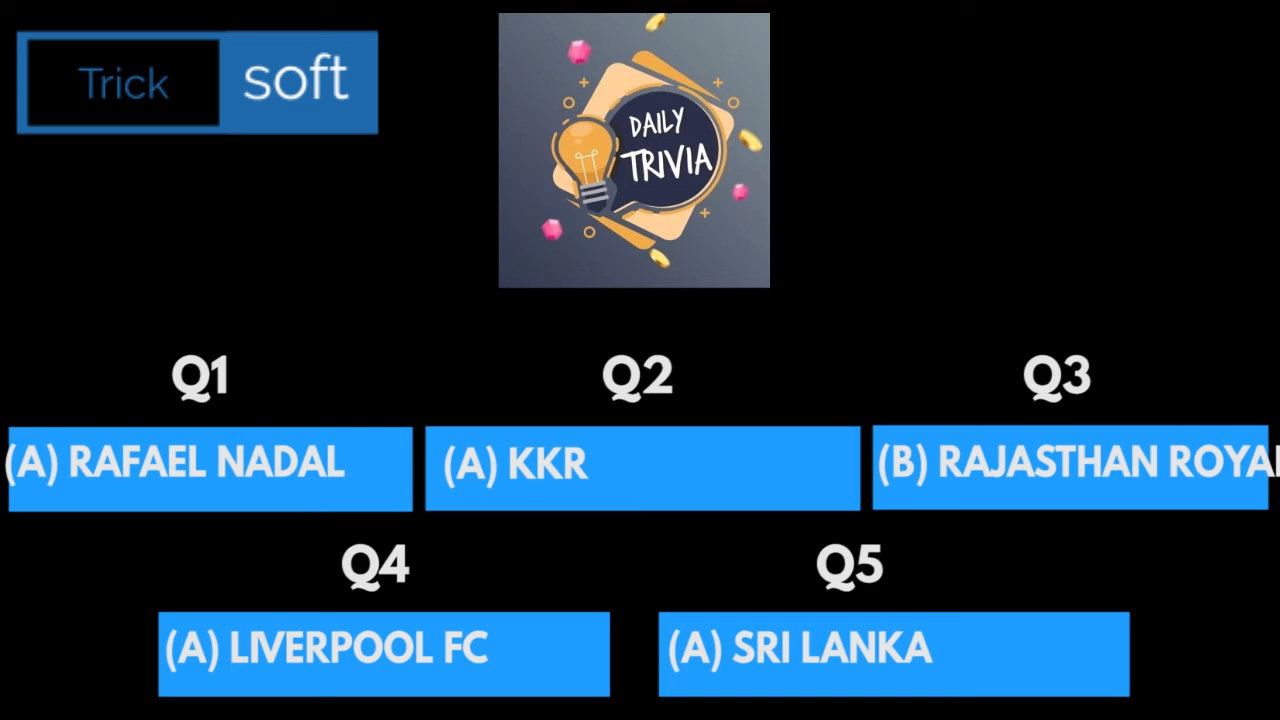 Trick soft
DAILY
TRIVIA
Q1
Q2
Q3
(A) RAFAEL NADAL
(A) KKR
(B) RAJASTHAN ROYA
Q4
Q5
(A) LIVERPOOL FC
(A) SRI LANKA